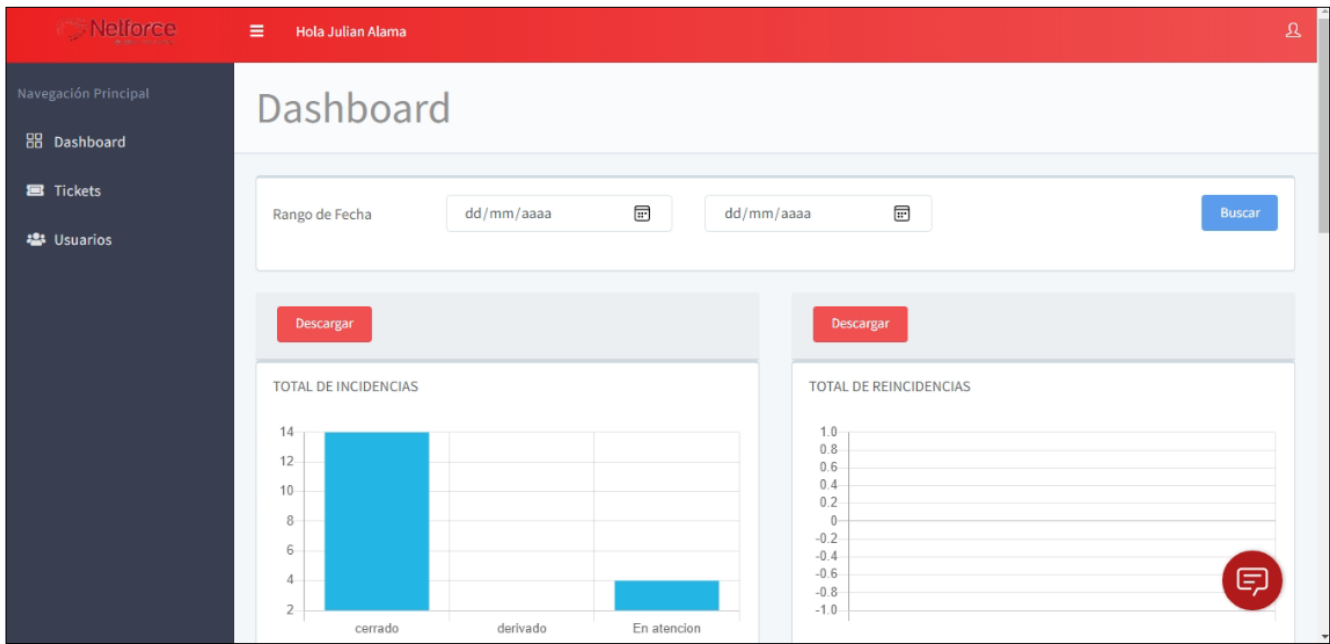 Netforce
Hola Julian Alama
Navegación Principal
Dashboard
Tickets
Usuarios
Dashboard
Rango de Fecha
dd/mm/aaaa
dd/mm/aaaa
Buscar
Descargar
TOTAL DE INCIDENCIAS
14
12
10
8
6
4
2
cerrado
derivado
En atencion
Descargar
TOTAL DE REINCIDENCIAS
1.0
0.8
0.6
0.4
0.2
0
-0.2
-0.4
-0.6
-0.8
-1.0